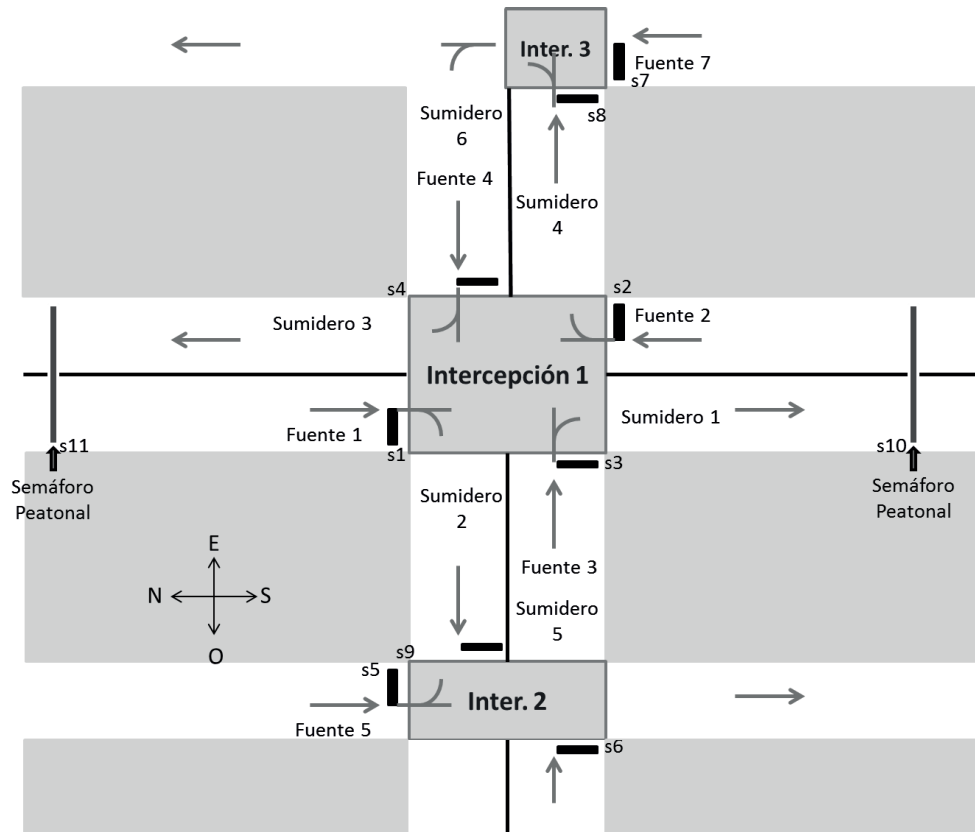 Inter. 3
Fuente 7
s7
s8
Sumidero
6
Fuente 4
Sumidero
4
s4
s2
Sumidero 3
Fuente 2
Intercepción 1
Fuente 1
Sumidero 1
s11
s1
s3
s10
Semáforo
Peatonal
Sumidero
2
Semáforo
Peatonal
E
N
S
O
Fuente 3
Sumidero
5
s9
s5
Inter. 2
Fuente 5
s6